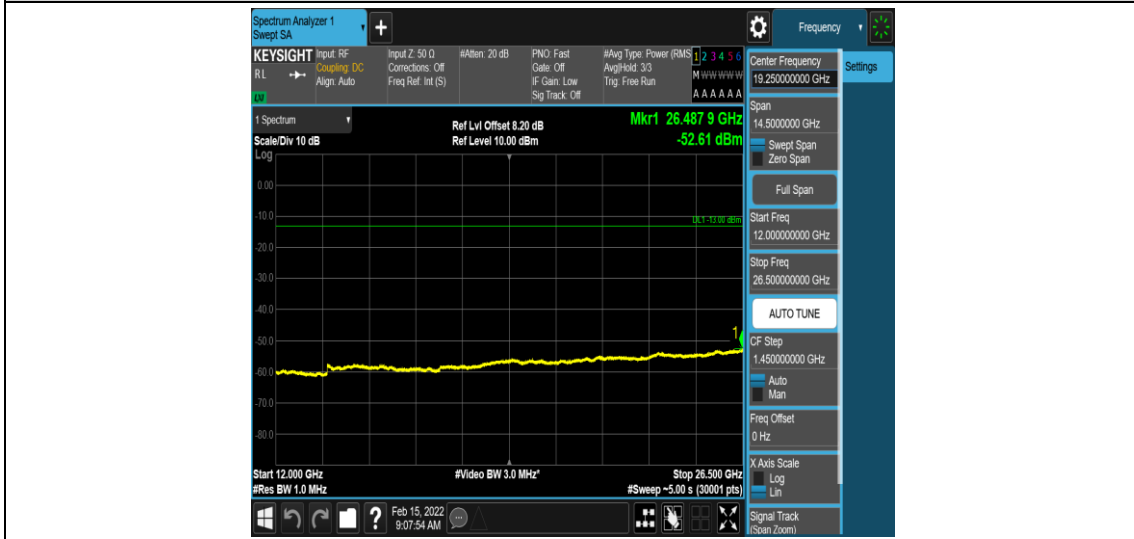 Spectrum Analyzer 1
Swept SA
+
Frequency
KEYSIGHT
RL
Input: RF
Coupling: DC
Align: Auto
Input Z: 50 Ω
Corrections: Off
Freq Ref: Int (S)
#Atten: 20 dB
PNO: Fast
Gate: Off
IF Gain: Low
Sig Track: Off
#Avg Type: Power (RMS
Avg|Hold: 3/3
Trig: Free Run
1 2 3 4 5 6
M W W W W W
A A A A A A
1 Spectrum
Scale/Div 10 dB
Ref Lvl Offset 8.20 dB
Ref Level 10.00 dBm
Mkr1 26.487 9 GHz
-52.61 dBm
Log
0.00
-10.0
DL1 -13.00 dBm
-20.0
-30.0
-40.0
1
-50.0
-60.0
-70.0
-80.0
Start 12.000 GHz
#Video BW 3.0 MHz*
Stop 26.500 GHz
#Res BW 1.0 MHz
#Sweep ~5.00 s (30001 pts)
?
Feb 15, 2022
9:07:54 AM
Center Frequency
19.250000000 GHz
Settings
Span
14.5000000 GHz
Swept Span
Zero Span
Full Span
Start Freq
12.000000000 GHz
Stop Freq
26.500000000 GHz
AUTO TUNE
CF Step
1.450000000 GHz
Auto
Man
Freq Offset
0 Hz
X Axis Scale
Log
Lin
Signal Track
(Span Zoom)